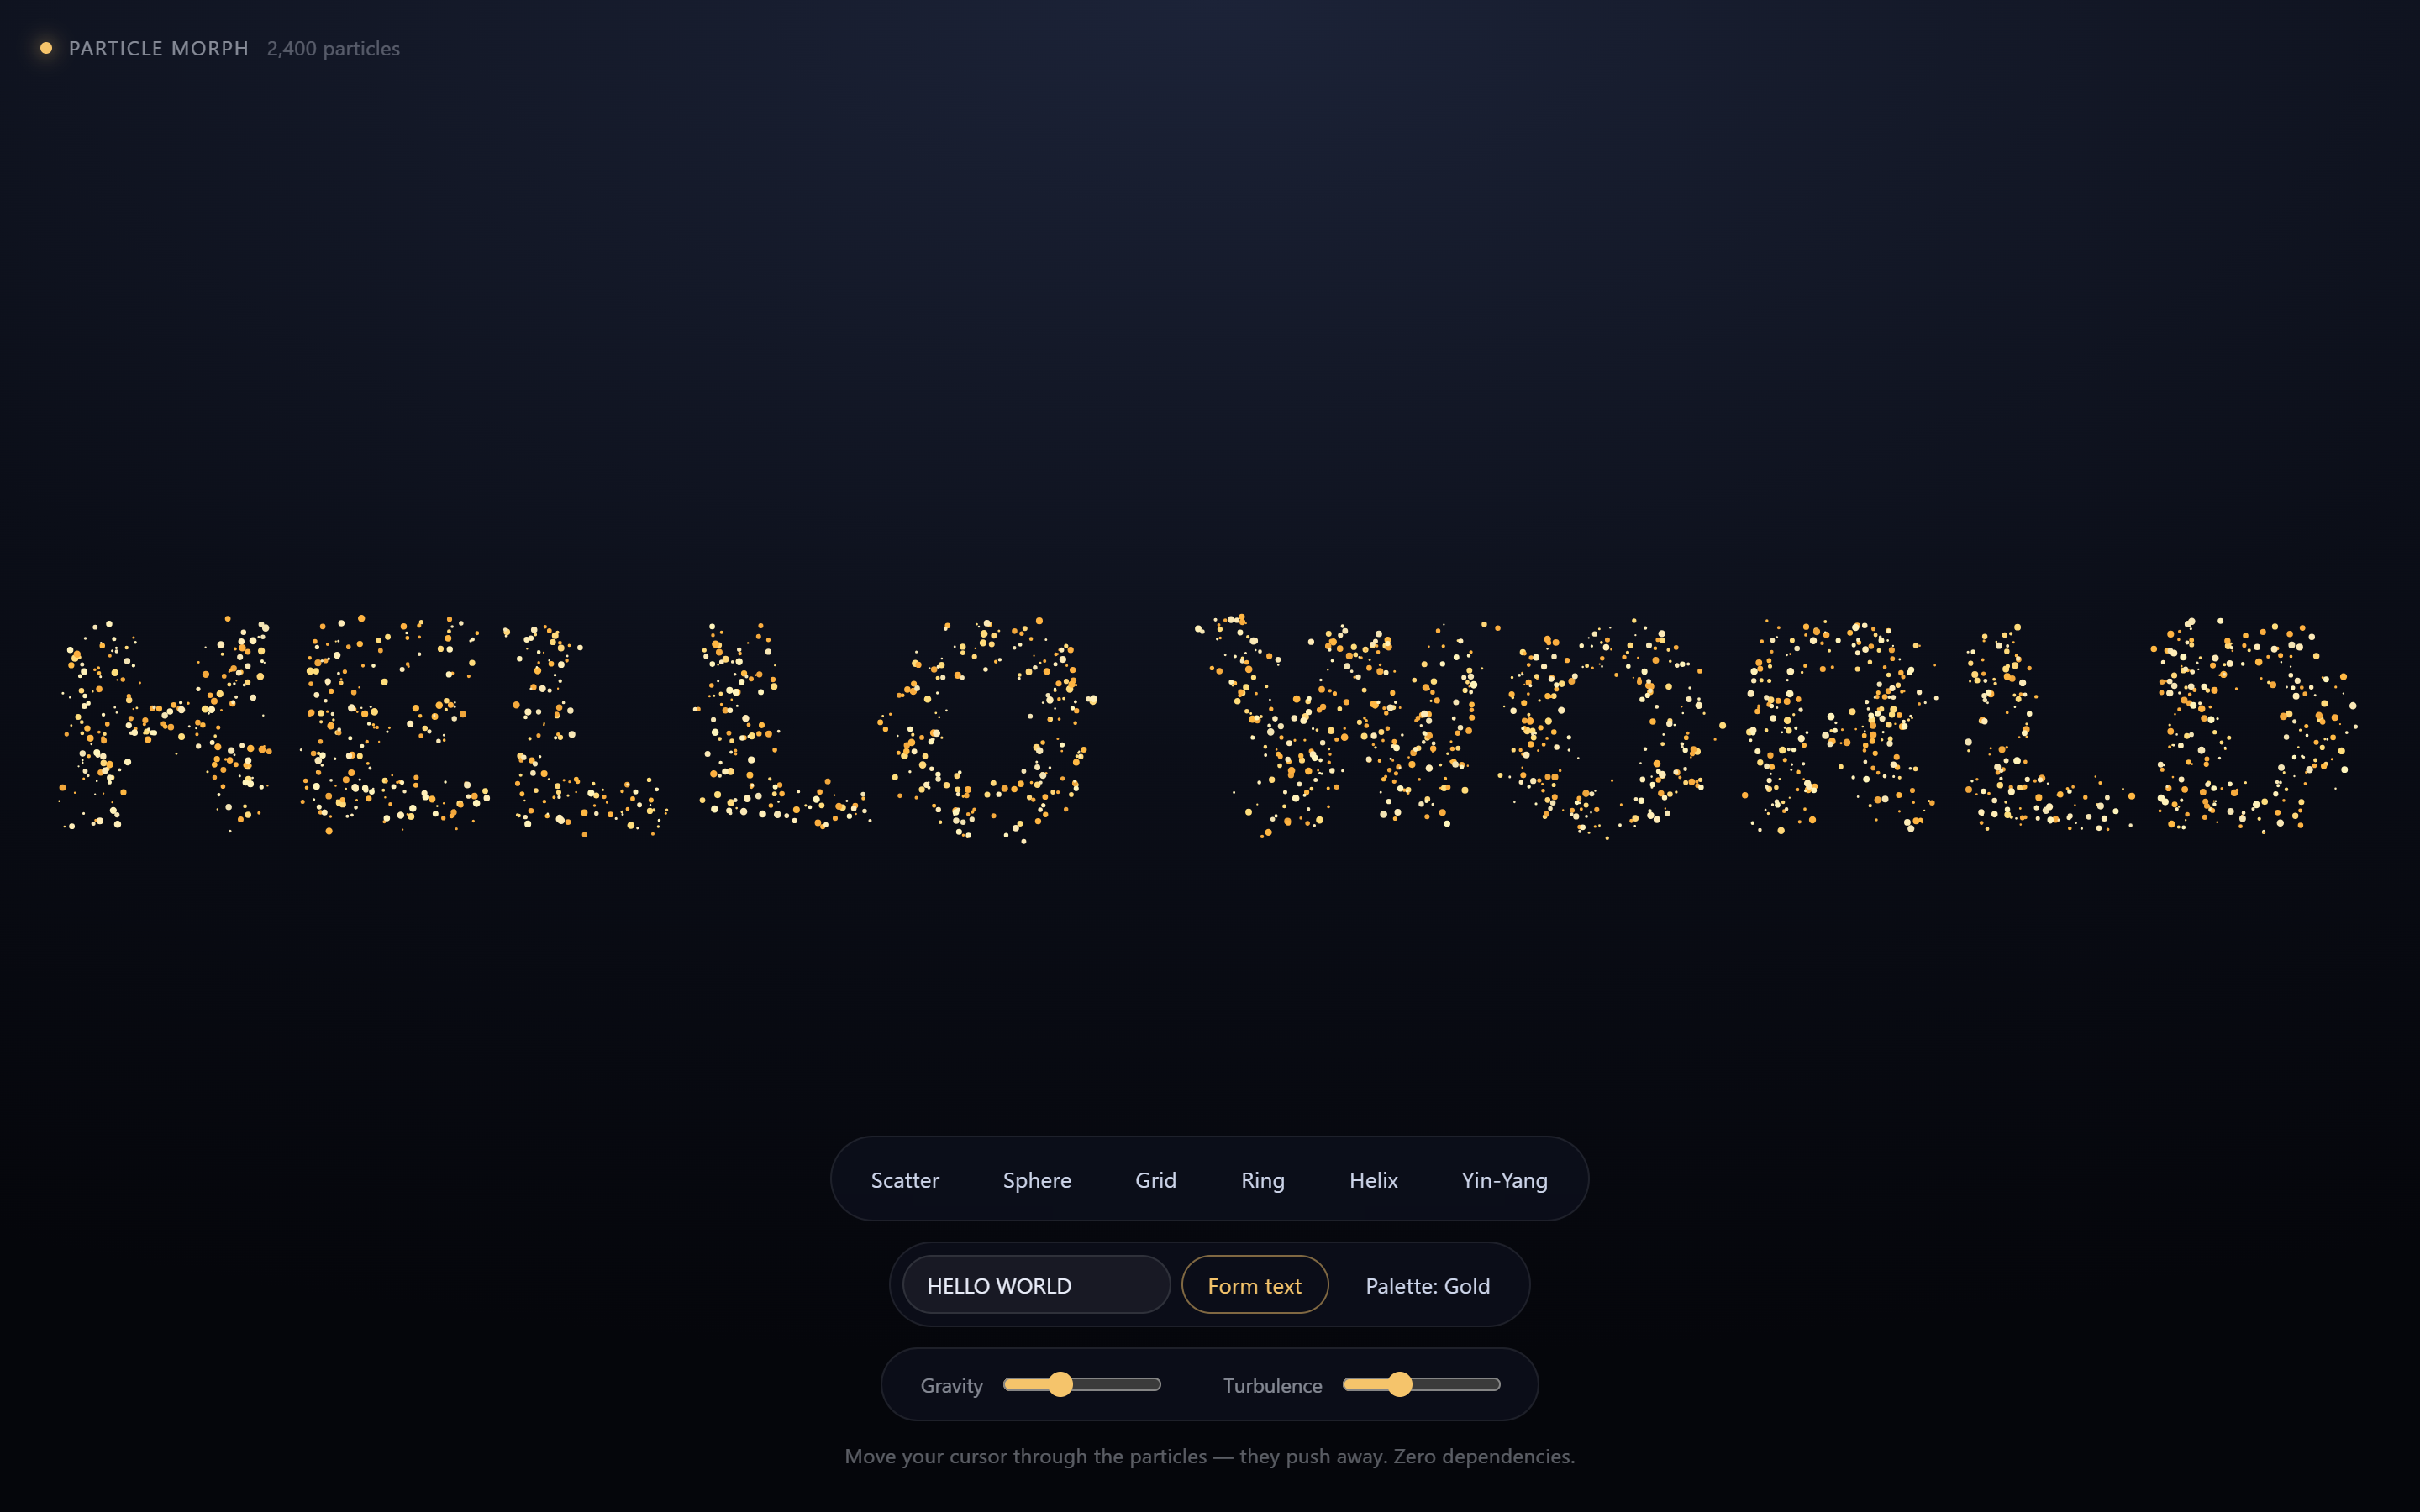 PARTICLE MORPH 2,400 particles
HELLO WORLD
Scatter Sphere Grid Ring Helix Yin-Yang
HELLO WORLD Form text Palette: Gold
Gravity Turbulence
Move your cursor through the particles — they push away. Zero dependencies.